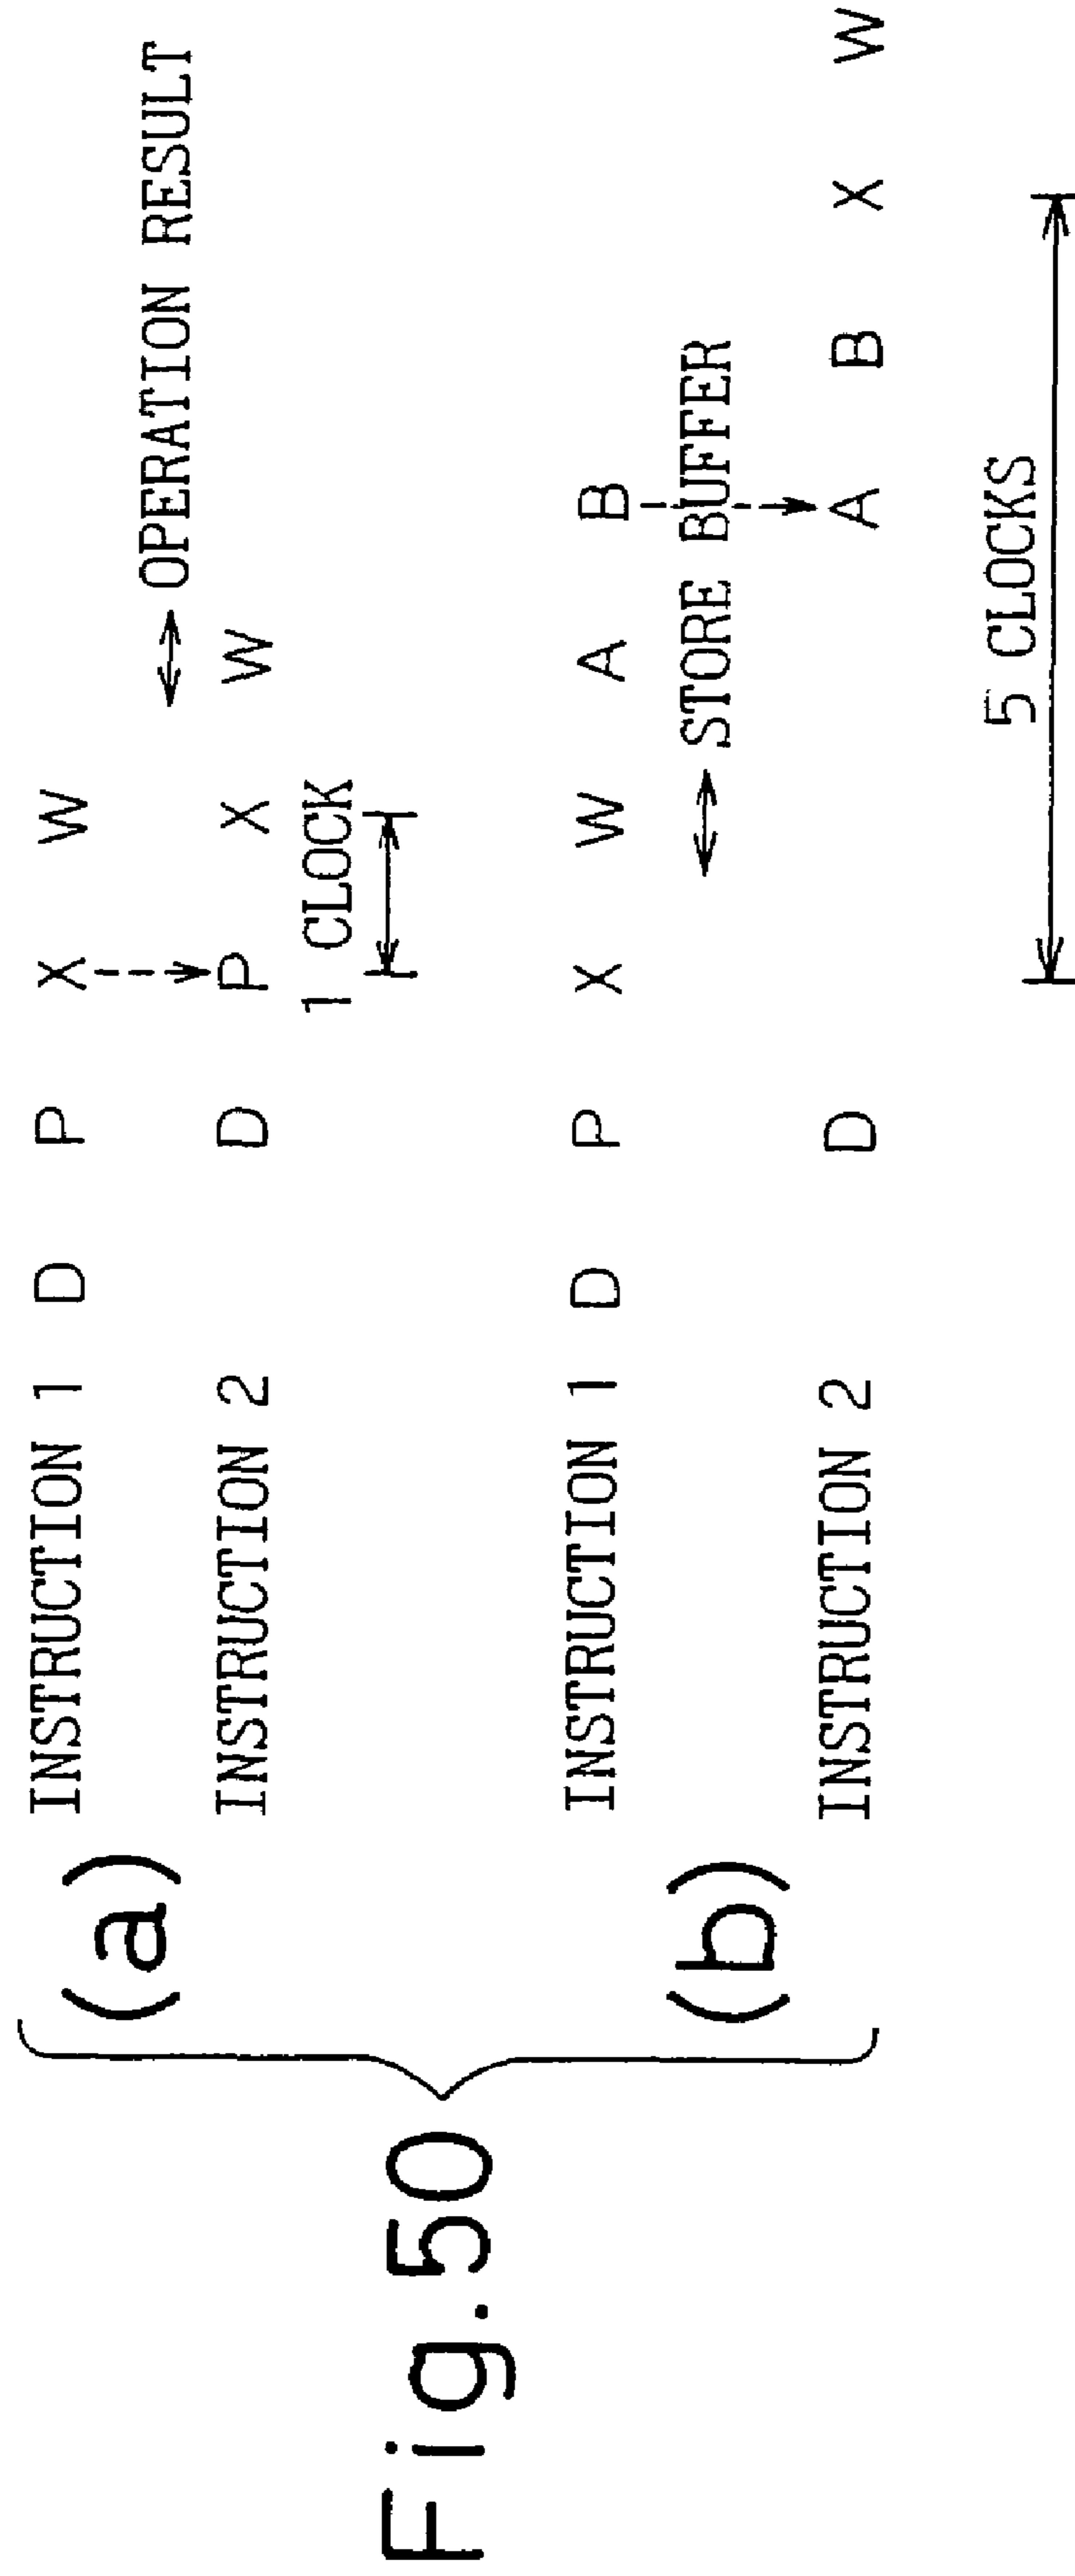 Fig.50
(a)
INSTRUCTION 1 D P X W
OPERATION RESULT
INSTRUCTION 2 D P X W
1 CLOCK
(b)
INSTRUCTION 1 D P X W A B
STORE BUFFER
INSTRUCTION 2 D A B X W
5 CLOCKS